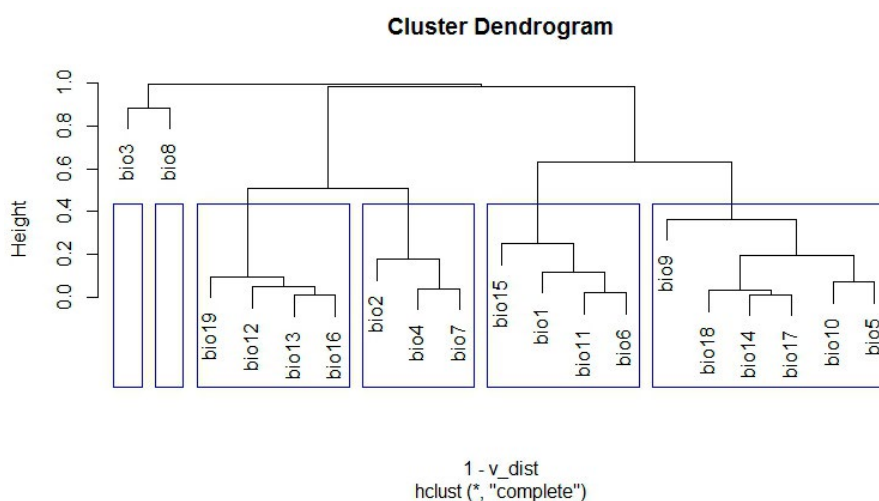 Cluster Dendrogram
Height
1.0
0.8
0.6
0.4
0.2
0.0
bio3
bio8
bio19
bio12
bio13
bio16
bio2
bio4
bio7
bio15
bio1
bio11
bio6
bio9
bio18
bio14
bio17
bio10
bio5
1 - v_dist
hclust (*, "complete")